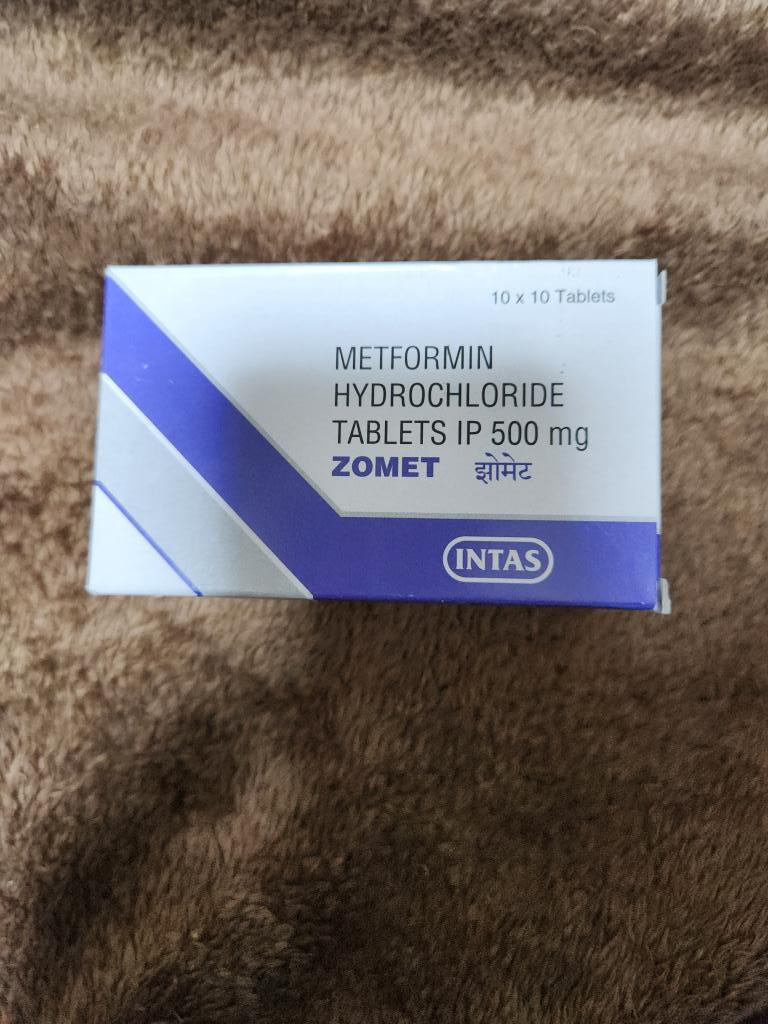 10 x 10 Tablets
METFORMIN
HYDROCHLORIDE
TABLETS IP 500 mg
ZOMET झोमेट
INTAS